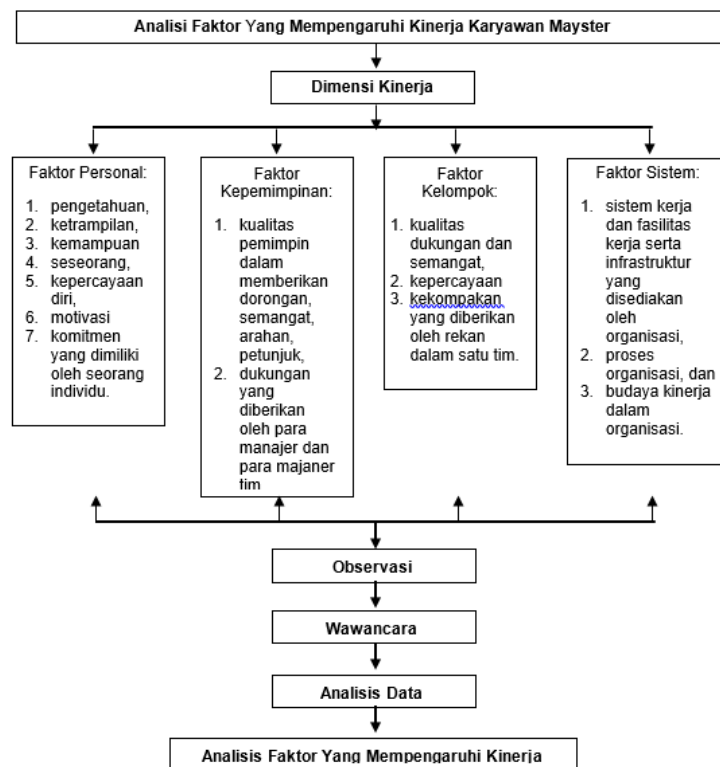 Analisi Faktor Yang Mempengaruhi Kinerja Karyawan Mayster
Dimensi Kinerja
Faktor Personal:
1. pengetahuan,
2. ketrampilan,
3. kemampuan
4. seseorang,
5. kepercayaan
diri,
6. motivasi
7. komitmen
yang dimiliki
oleh seorang
individu.
Faktor
Kepemimpinan:
1. kualitas
pemimpin
dalam
memberikan
dorongan,
semangat,
arahan,
petunjuk,
2. dukungan
yang
diberikan
oleh para
manajer dan
para majaner
tim
Faktor
Kelompok:
1. kualitas
dukungan dan
semangat,
2. kepercayaan
3. kekompakan
yang diberikan
oleh rekan
dalam satu tim.
Faktor Sistem:
1. sistem kerja
dan fasilitas
kerja serta
infrastruktur
yang
disediakan
oleh
organisasi,
2. proses
organisasi, dan
3. budaya kinerja
dalam
organisasi.
Observasi
Wawancara
Analisis Data
Analisis Faktor Yang Mempengaruhi Kinerja